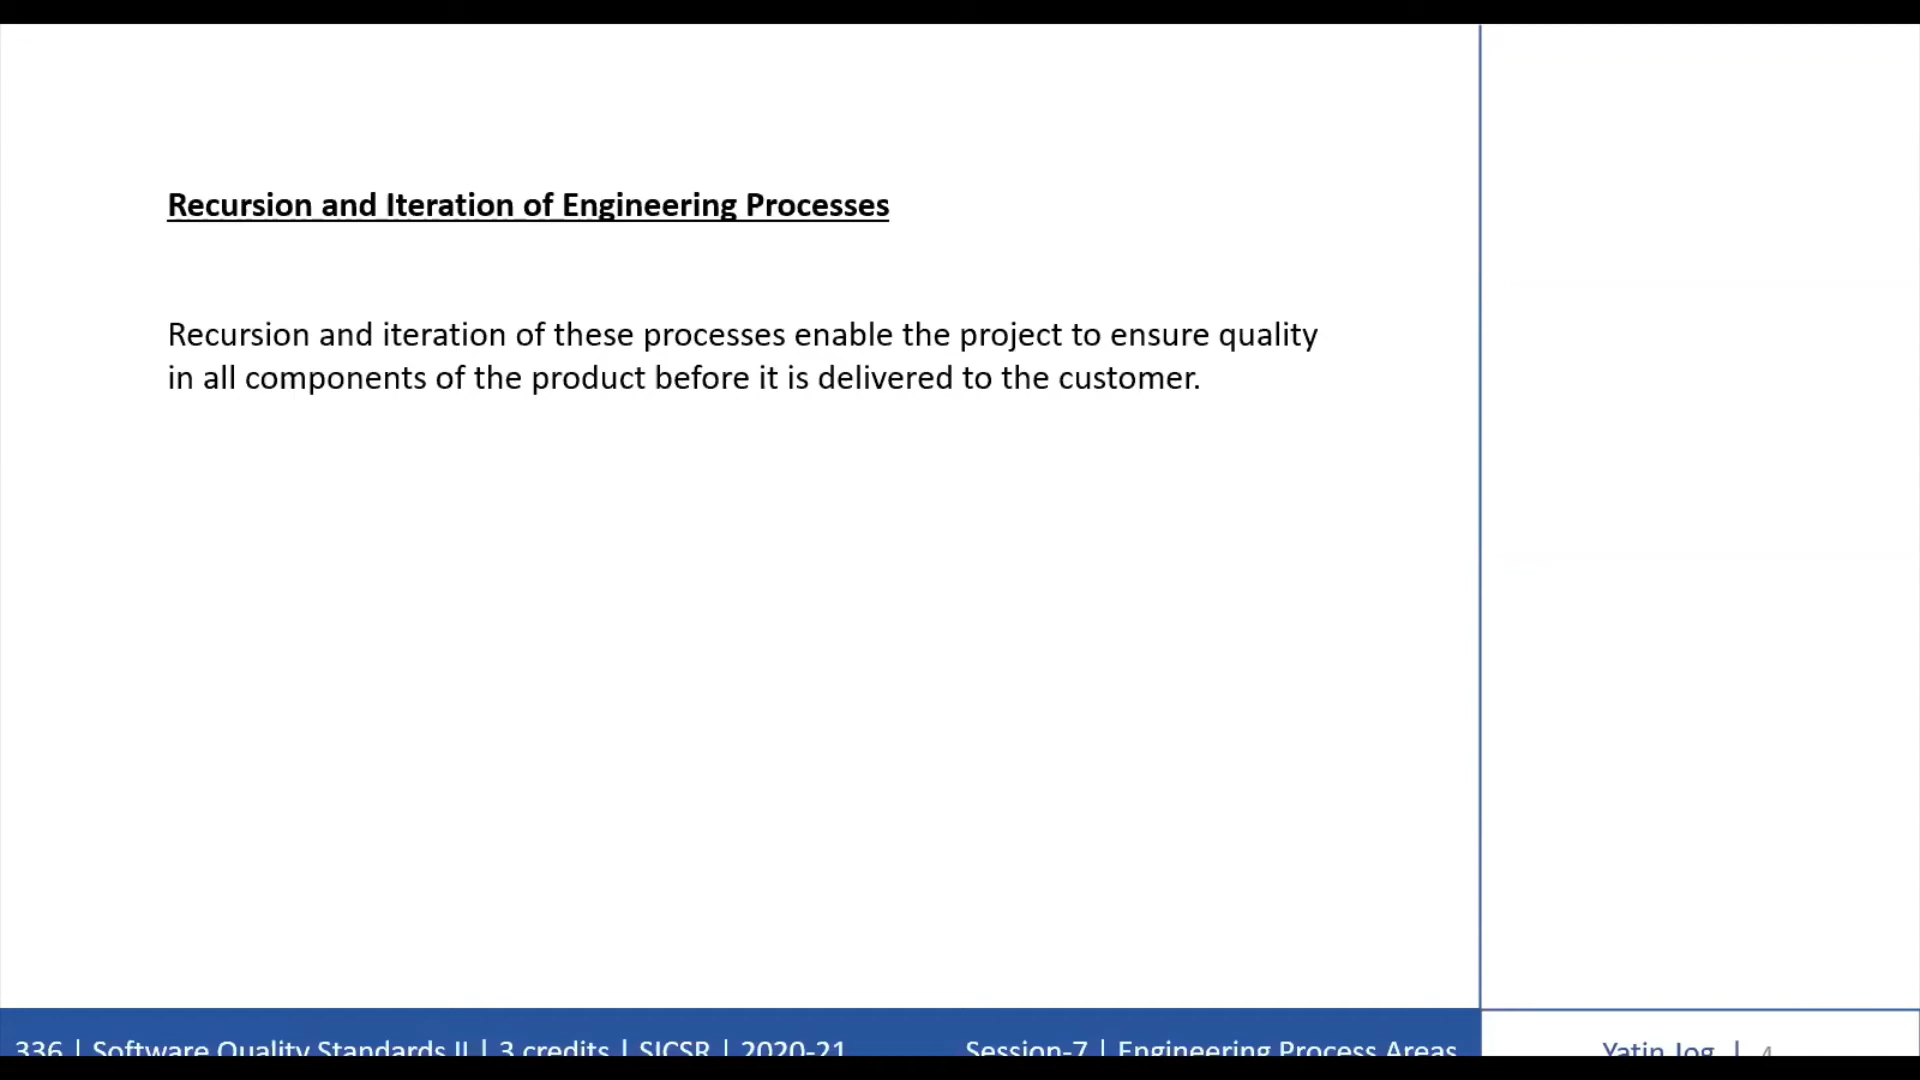 Recursion and Iteration of Engineering Processes
Recursion and iteration of these processes enable the project to ensure quality
in all components of the product before it is delivered to the customer.
336 | Software Quality Standards II | 3 credits | SICSR | 2020-21
Session-7 | Engineering Process Areas
Yatin Jog | 4